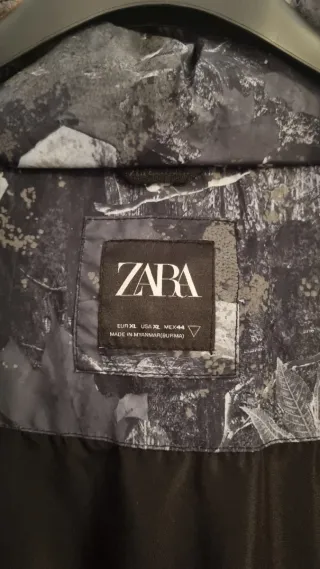 ZARA
EUR XL USA XL MEX 44
MADE IN MYANMAR(BURMA)